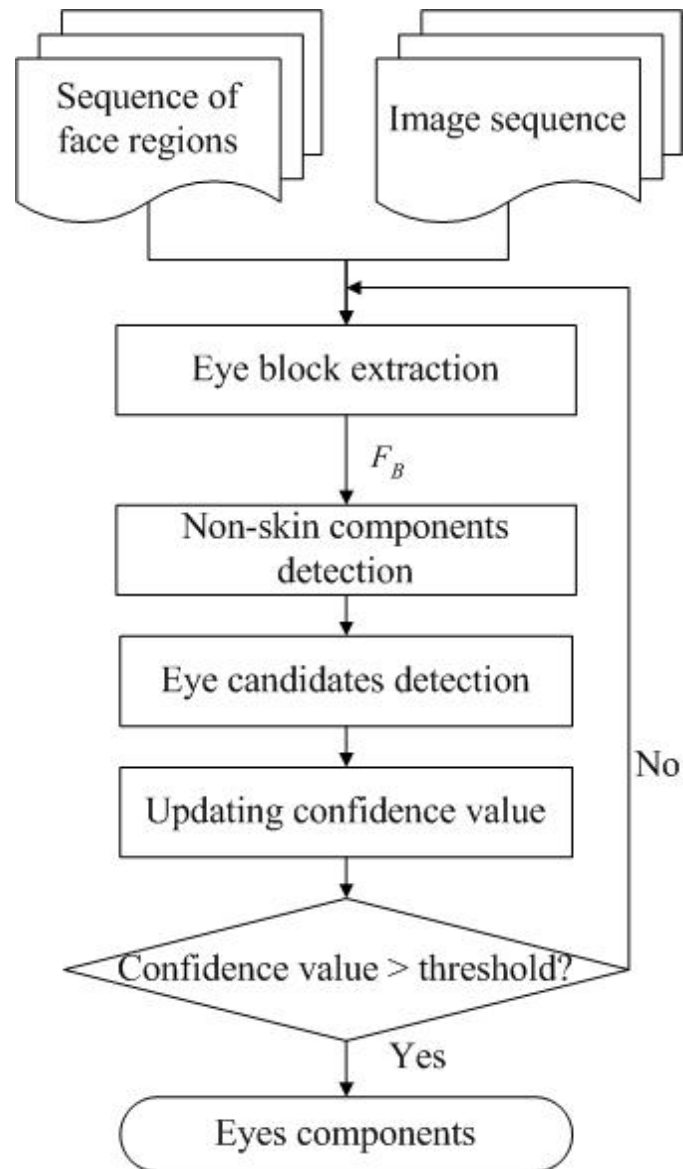 Sequence of
face regions
Image sequence
Eye block extraction
F_B
Non-skin components
detection
Eye candidates detection
Updating confidence value
No
Confidence value > threshold?
Yes
Eyes components